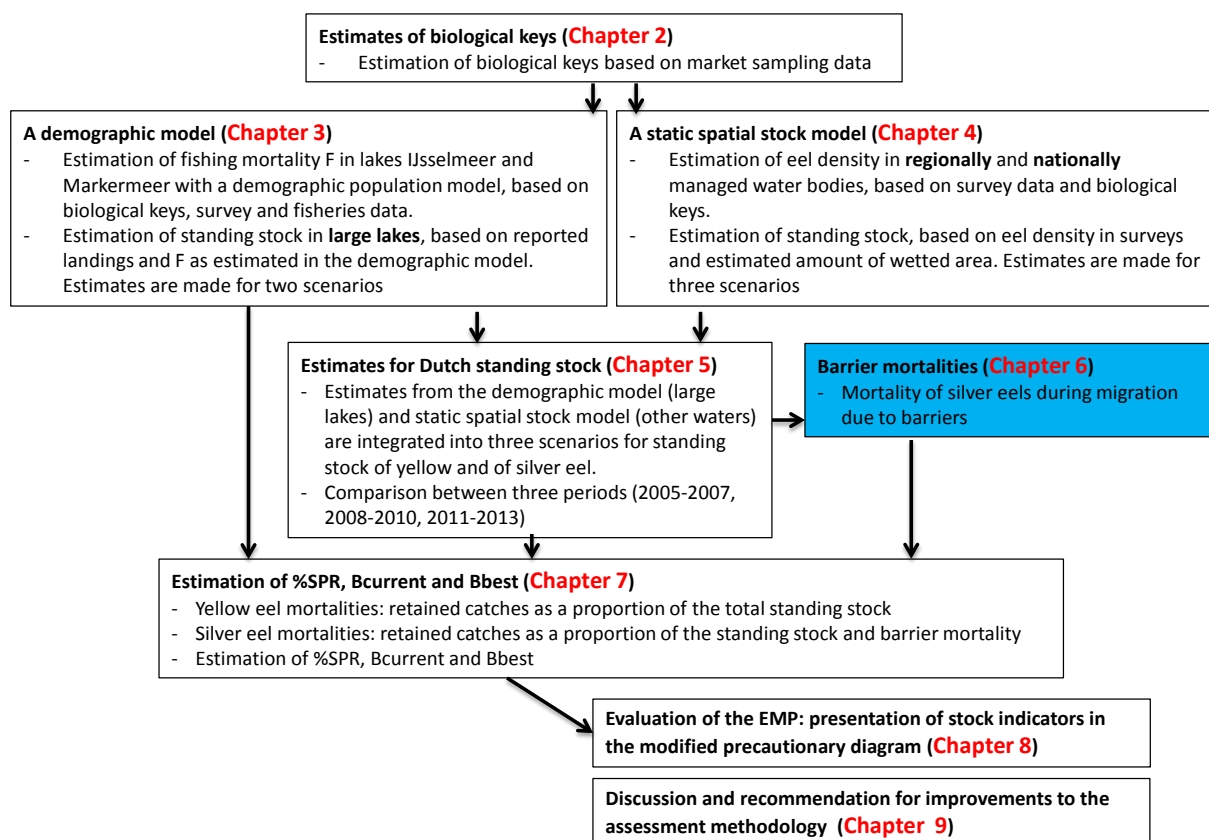 Estimates of biological keys (Chapter 2)
- Estimation of biological keys based on market sampling data
A demographic model (Chapter 3)
- Estimation of fishing mortality F in lakes IJsselmeer and
Markermeer with a demographic population model, based on
biological keys, survey and fisheries data.
- Estimation of standing stock in large lakes, based on reported
landings and F as estimated in the demographic model.
Estimates are made for two scenarios
A static spatial stock model (Chapter 4)
- Estimation of eel density in regionally and nationally
managed water bodies, based on survey data and biological
keys.
- Estimation of standing stock, based on eel density in surveys
and estimated amount of wetted area. Estimates are made for
three scenarios
Estimates for Dutch standing stock (Chapter 5)
- Estimates from the demographic model (large
lakes) and static spatial stock model (other waters)
are integrated into three scenarios for standing
stock of yellow and of silver eel.
- Comparison between three periods (2005-2007,
2008-2010, 2011-2013)
Barrier mortalities (Chapter 6)
- Mortality of silver eels during migration
due to barriers
Estimation of %SPR, Bcurrent and Bbest (Chapter 7)
- Yellow eel mortalities: retained catches as a proportion of the total standing stock
- Silver eel mortalities: retained catches as a proportion of the standing stock and barrier mortality
- Estimation of %SPR, Bcurrent and Bbest
Evaluation of the EMP: presentation of stock indicators in
the modified precautionary diagram (Chapter 8)
Discussion and recommendation for improvements to the
assessment methodology (Chapter 9)